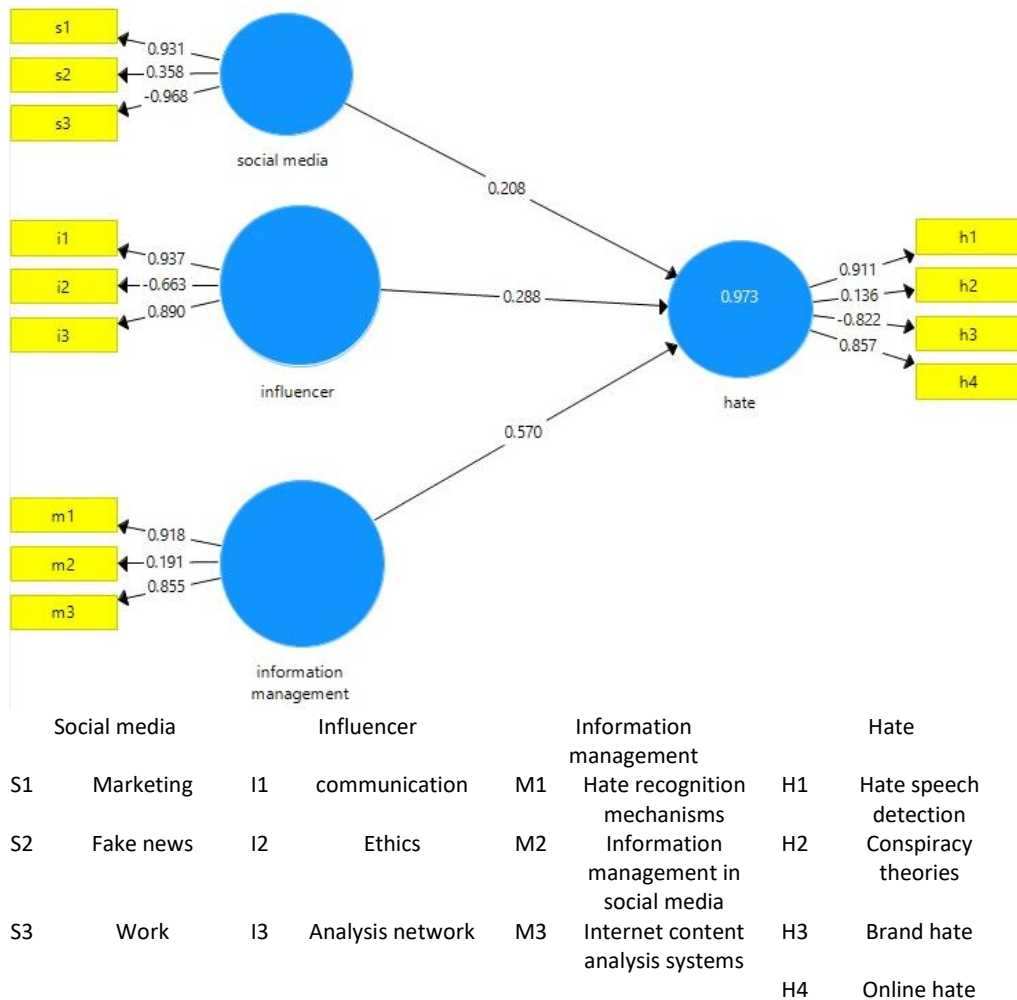 s1
0.931
s2
0.358
-0.968
s3
social media
0.208
i1
0.937
i2
-0.663
0.890
i3
influencer
0.288
0.973
h1
0.911
h2
0.136
-0.822
h3
0.857
h4
hate
0.570
m1
0.918
m2
0.191
0.855
m3
information
management
Social media Influencer Information management Hate
S1 Marketing I1 communication M1 Hate recognition mechanisms H1 Hate speech detection
S2 Fake news I2 Ethics M2 Information management in social media H2 Conspiracy theories
S3 Work I3 Analysis network M3 Internet content analysis systems H3 Brand hate
H4 Online hate